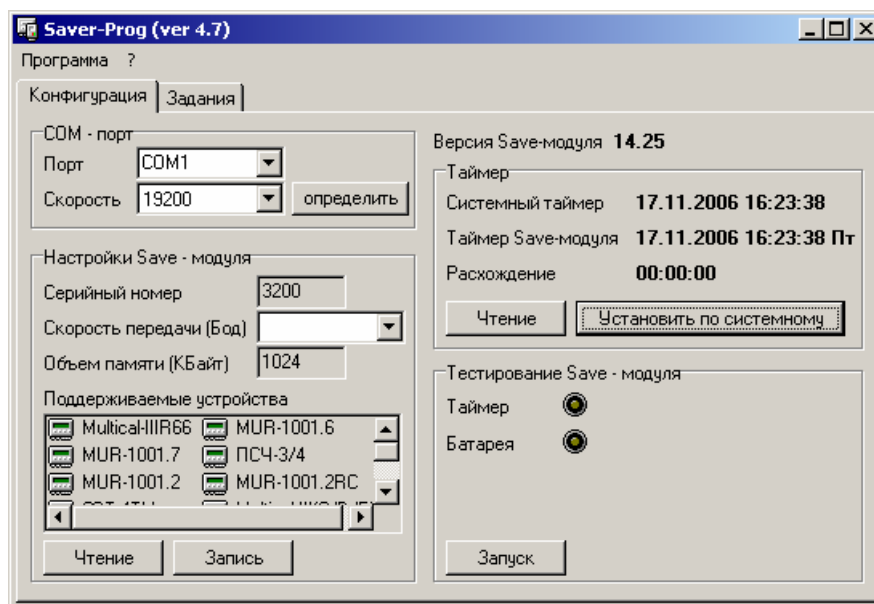 Saver-Prog (ver 4.7)
Программа ?
Конфигурация Задания
COM - порт
Порт COM1
Скорость 19200 определить
Настройки Save - модуля
Серийный номер 3200
Скорость передачи (Бод)
Объем памяти (КБайт) 1024
Поддерживаемые устройства
Multical-IIIR66 MUR-1001.6
MUR-1001.7 ПСЧ-3/4
MUR-1001.2 MUR-1001.2RC
Чтение Запись
Версия Save-модуля 14.25
Таймер
Системный таймер 17.11.2006 16:23:38
Таймер Save-модуля 17.11.2006 16:23:38 Пт
Расхождение 00:00:00
Чтение Установить по системному
Тестирование Save - модуля
Таймер
Батарея
Запуск